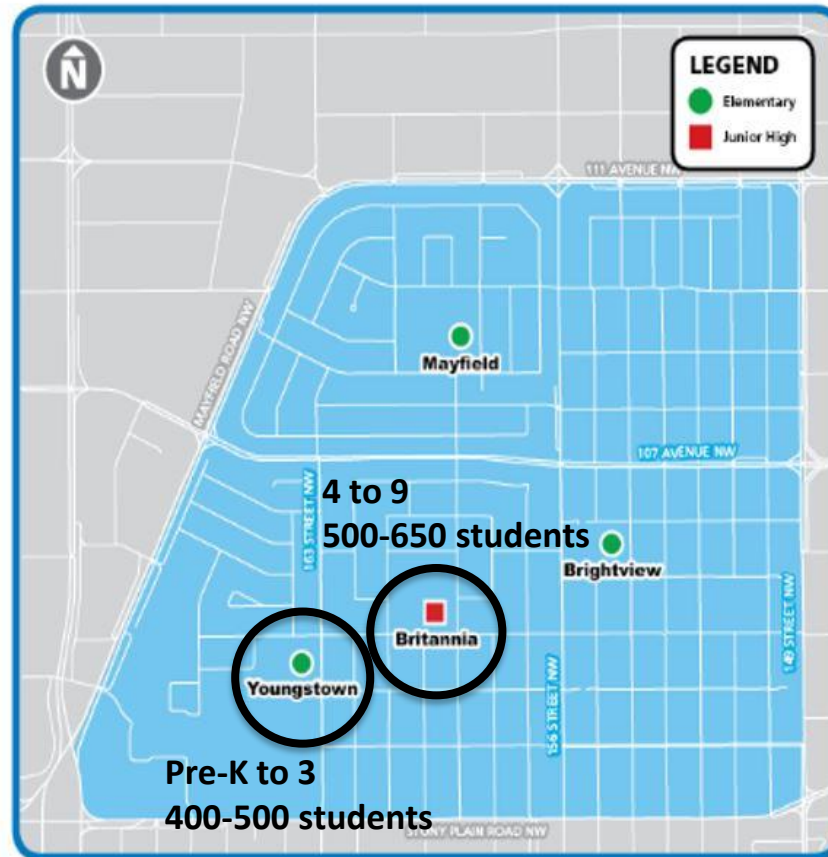 N
LEGEND
Elementary
Junior High
111 AVENUE NW
MAYFIELD ROAD NW
Mayfield
107 AVENUE NW
163 STREET NW
4 to 9
500-650 students
Brightview
Britannia
Youngstown
156 STREET NW
149 STREET NW
Pre-K to 3
400-500 students
STONY PLAIN ROAD NW